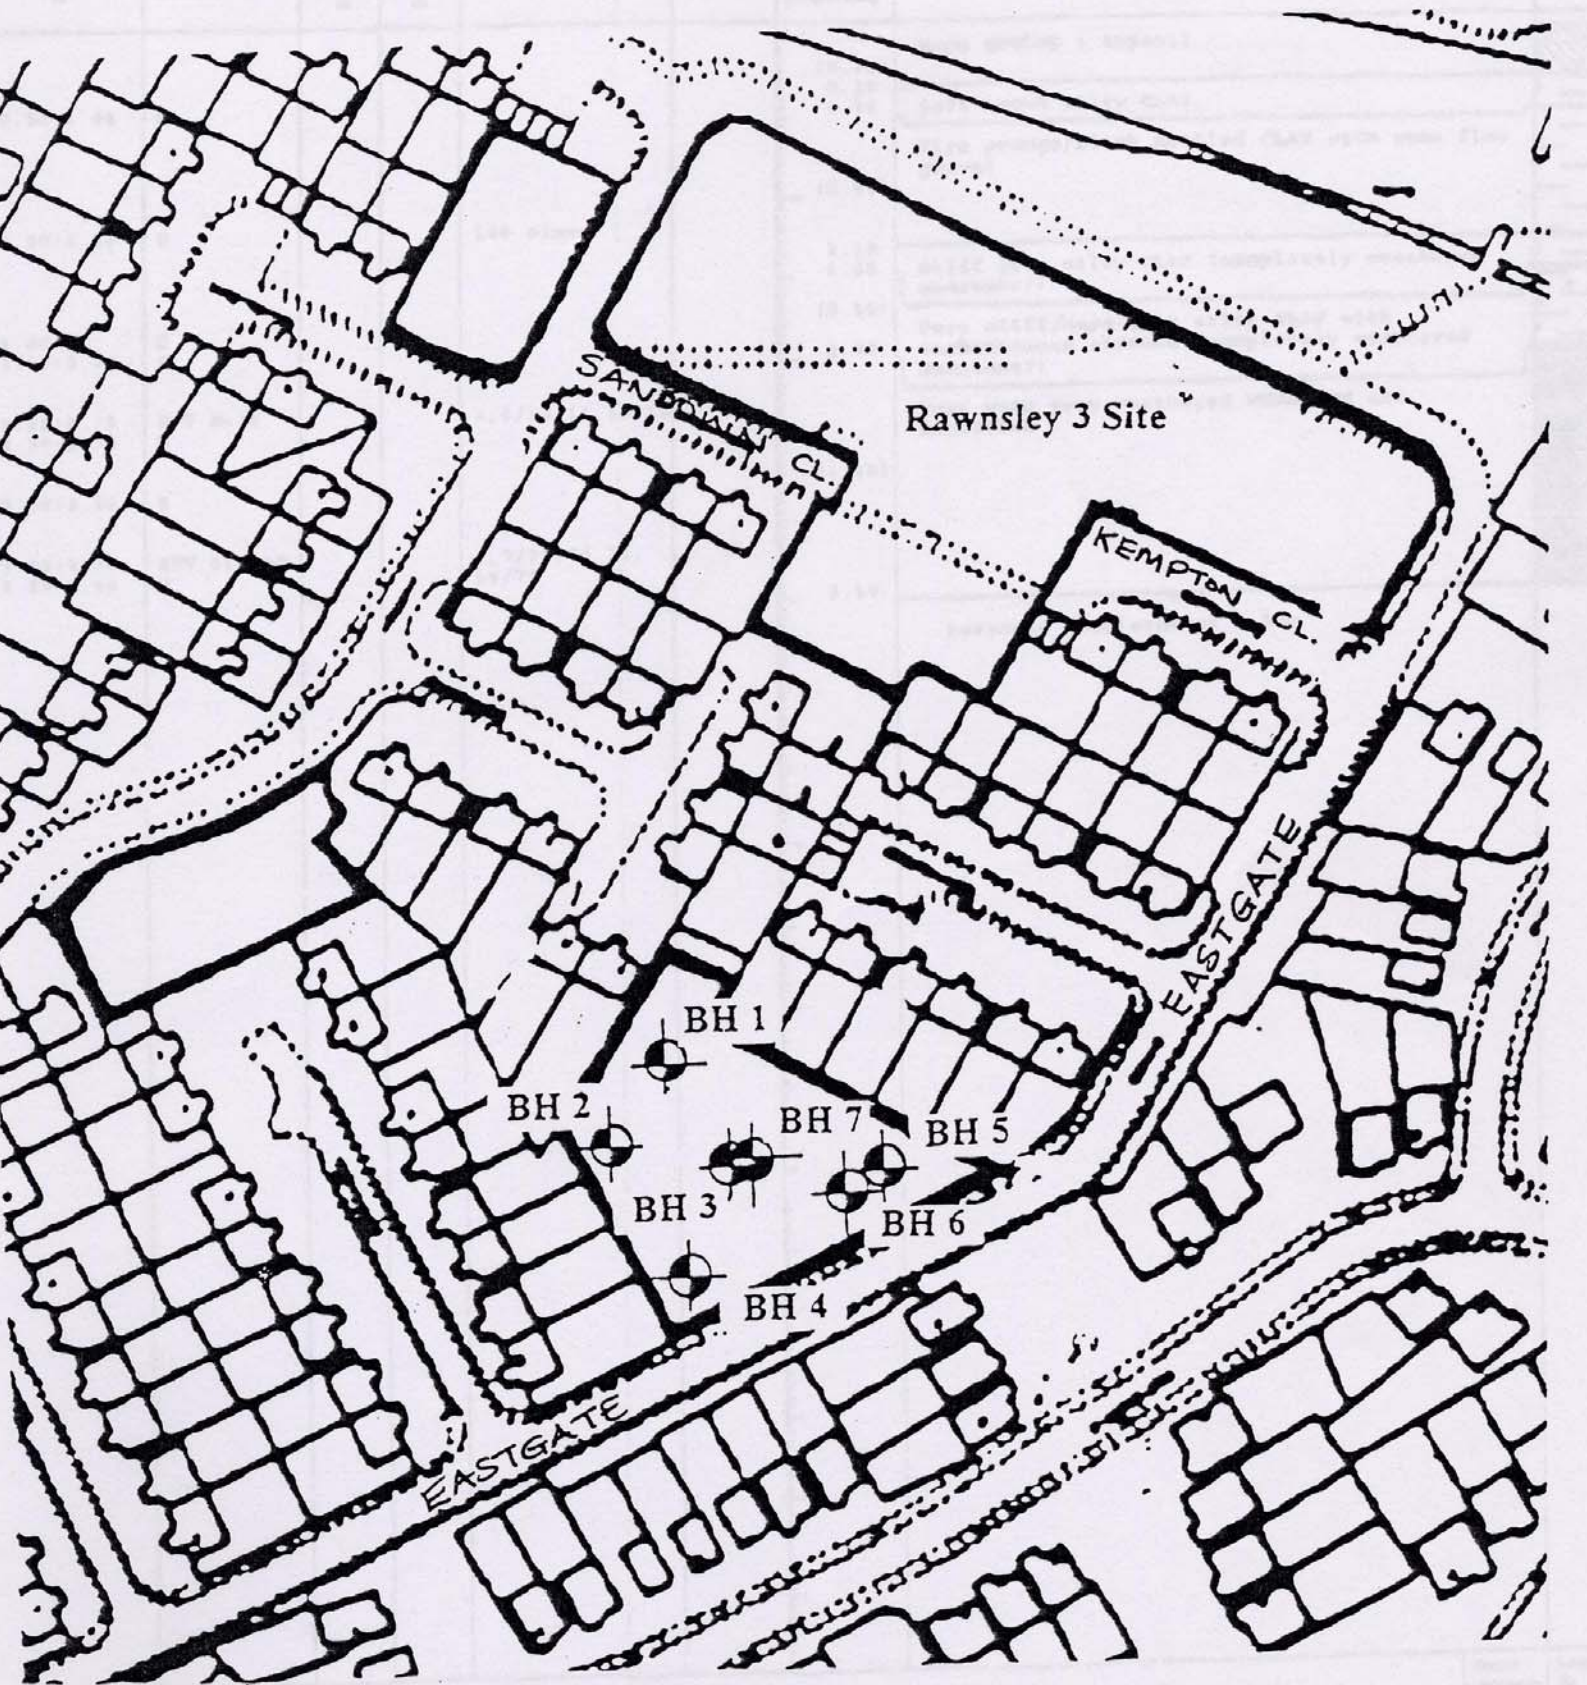 SANDOWN CL.
Rawnsley 3 Site
KEMPTON CL.
EASTGATE
BH 1
BH 2
BH 7
BH 5
BH 3
BH 6
BH 4
EASTGATE